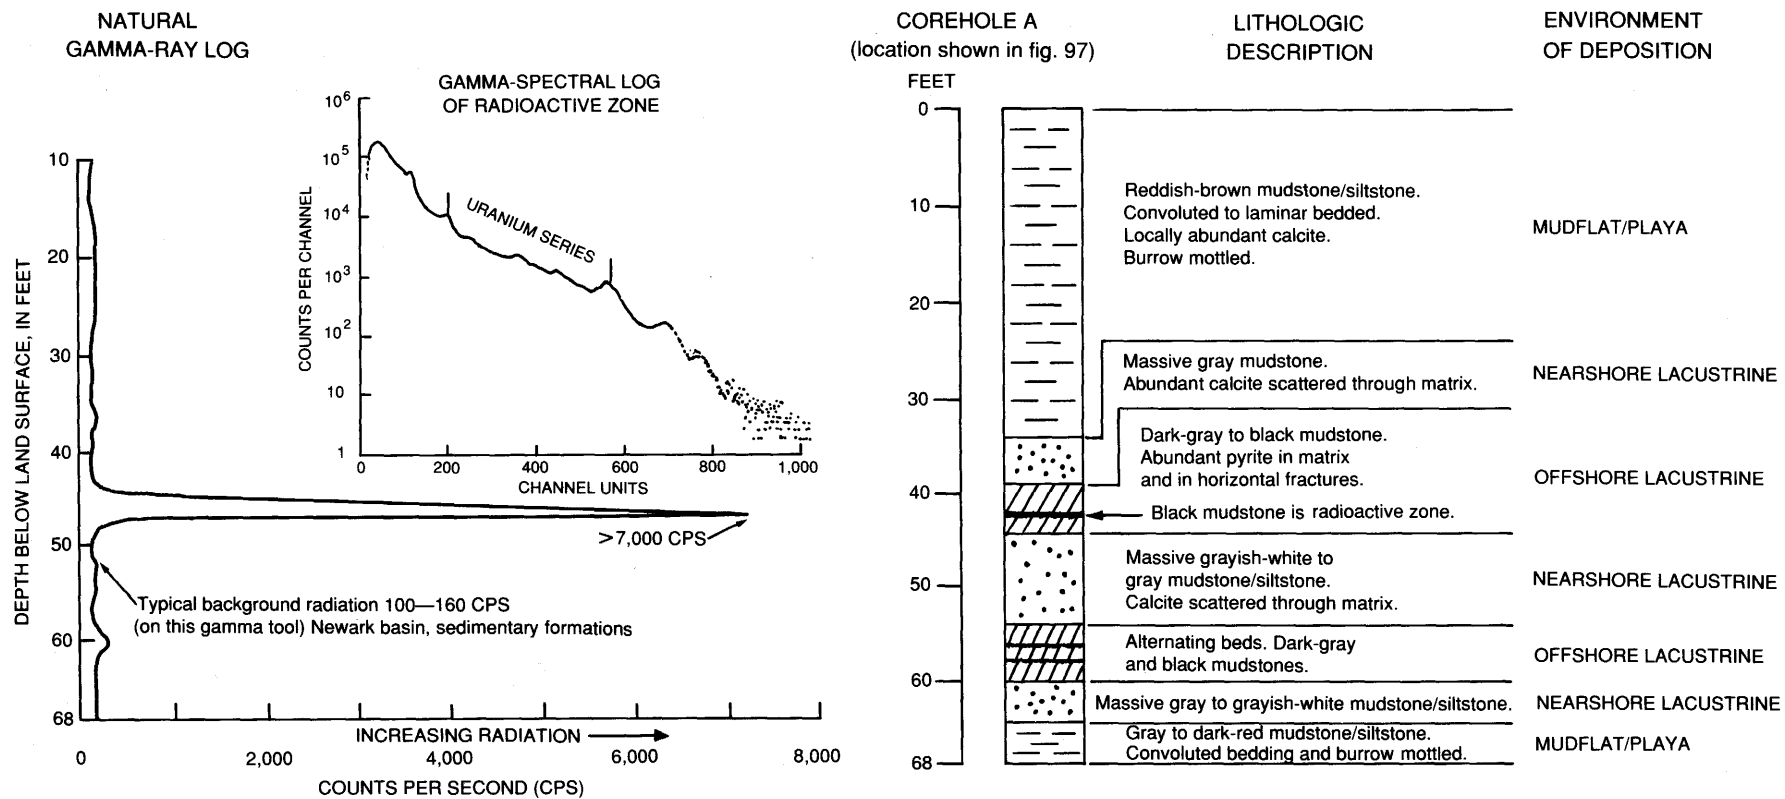 NATURAL
GAMMA-RAY LOG
GAMMA-SPECTRAL LOG
OF RADIOACTIVE ZONE
10^6
10^5
10^4
10^3
10^2
10
1
COUNTS PER CHANNEL
URANIUM SERIES
0
200
400
600
800
1,000
CHANNEL UNITS
DEPTH BELOW LAND SURFACE, IN FEET
10
20
30
40
50
60
68
>7,000 CPS
Typical background radiation 100—160 CPS
(on this gamma tool) Newark basin, sedimentary formations
INCREASING RADIATION
0
2,000
4,000
6,000
8,000
COUNTS PER SECOND (CPS)
COREHOLE A
(location shown in fig. 97)
FEET
0
10
20
30
40
50
60
68
LITHOLOGIC
DESCRIPTION
Reddish-brown mudstone/siltstone.
Convoluted to laminar bedded.
Locally abundant calcite.
Burrow mottled.
Massive gray mudstone.
Abundant calcite scattered through matrix.
Dark-gray to black mudstone.
Abundant pyrite in matrix
and in horizontal fractures.
Black mudstone is radioactive zone.
Massive grayish-white to
gray mudstone/siltstone.
Calcite scattered through matrix.
Alternating beds. Dark-gray
and black mudstones.
Massive gray to grayish-white mudstone/siltstone.
Gray to dark-red mudstone/siltstone.
Convoluted bedding and burrow mottled.
ENVIRONMENT
OF DEPOSITION
MUDFLAT/PLAYA
NEARSHORE LACUSTRINE
OFFSHORE LACUSTRINE
NEARSHORE LACUSTRINE
OFFSHORE LACUSTRINE
NEARSHORE LACUSTRINE
MUDFLAT/PLAYA